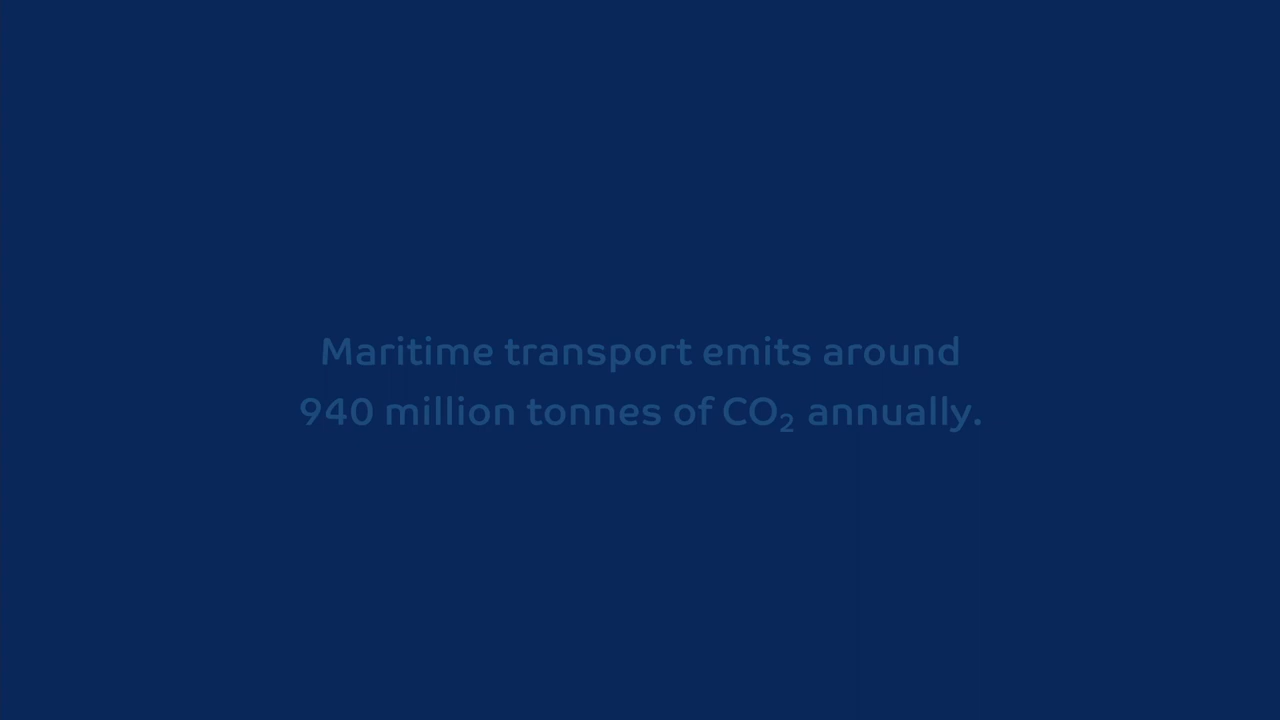 Maritime transport emits around
940 million tonnes of CO₂ annually.